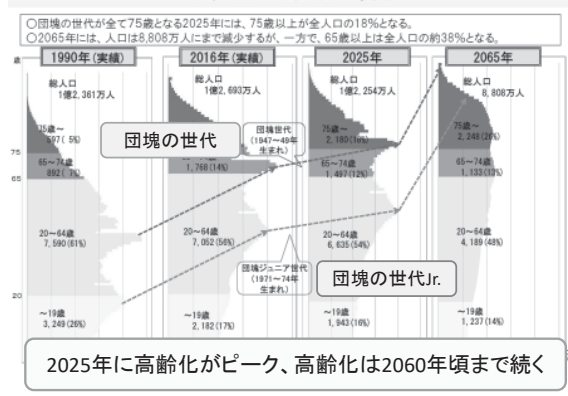 ○団塊の世代が全て75歳となる2025年には、75歳以上が全人口の18%となる。
○2065年には、人口は8,808万人にまで減少するが、一方で、65歳以上は全人口の約38%となる。
歳
1990年(実績)
2016年(実績)
2025年
2065年
総人口
1億2,361万人
総人口
1億2,693万人
総人口
1億2,254万人
総人口
8,808万人
75
65
20
75歳～
597( 5%)
65～74歳
892( 7%)
20～64歳
7,590(61%)
～19歳
3,249(26%)
団塊の世代
1,768(14%)
20～64歳
7,052(56%)
～19歳
2,182(17%)
団塊世代
(1947～49年
生まれ)
団塊ジュニア世代
(1971～74年
生まれ)
75歳～
2,180(18%)
65～74歳
1,497(12%)
20～64歳
6,635(54%)
～19歳
1,943(16%)
団塊の世代Jr.
75歳～
2,248(26%)
65～74歳
1,133(13%)
20～64歳
4,189(48%)
～19歳
1,237(14%)
2025年に高齢化がピーク、高齢化は2060年頃まで続く